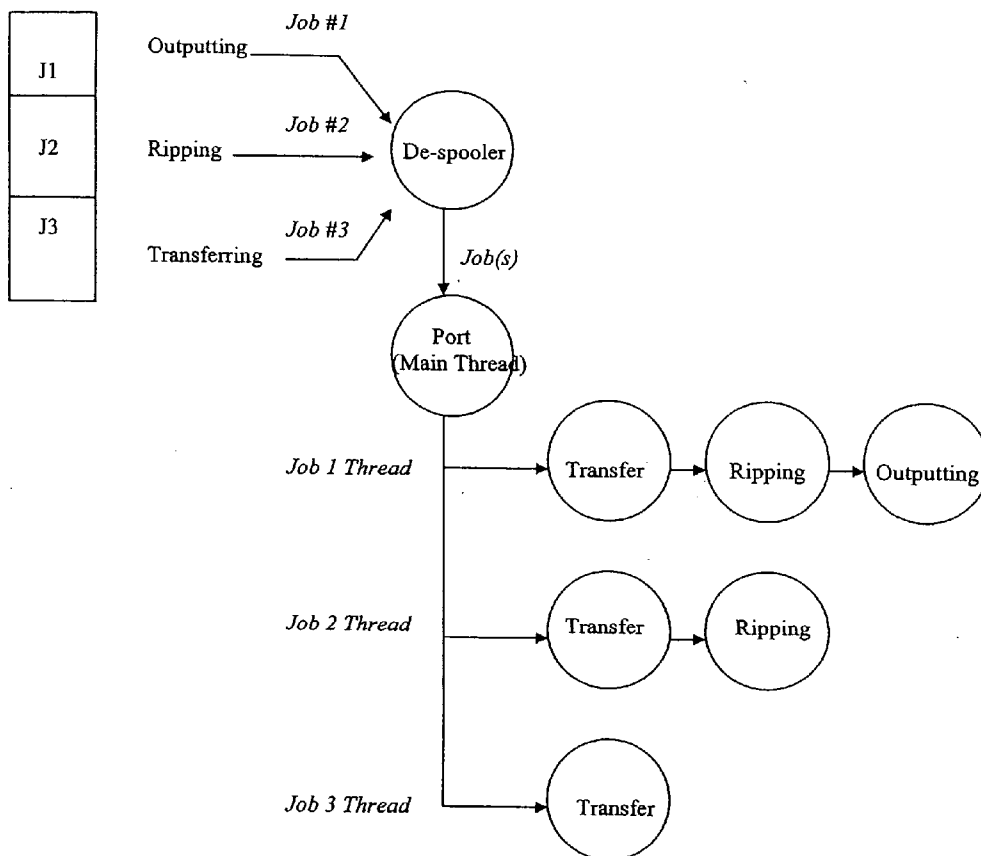 J1
J2
J3
Outputting
Job #1
Ripping
Job #2
Transferring
Job #3
De-spooler
Job(s)
Port
(Main Thread)
Job 1 Thread
Transfer
Ripping
Outputting
Job 2 Thread
Transfer
Ripping
Job 3 Thread
Transfer